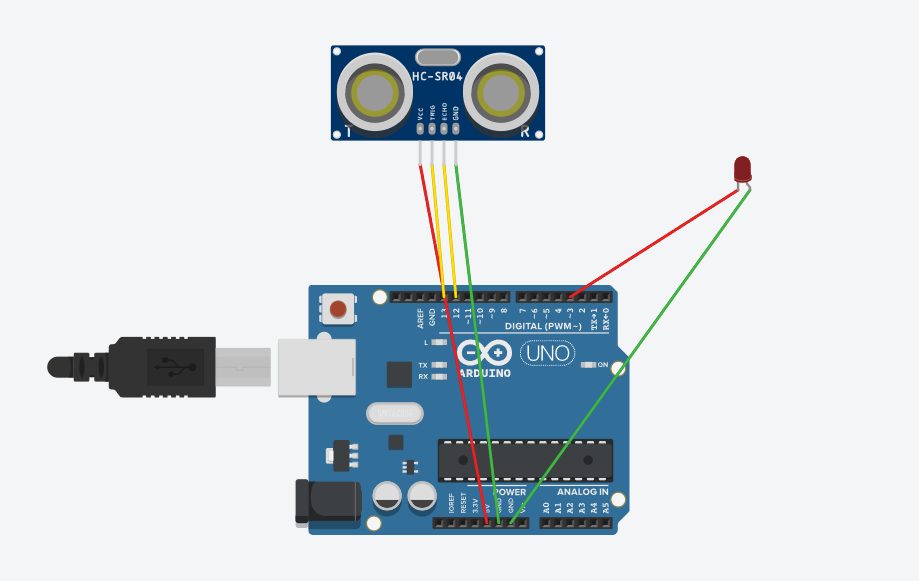 HC-SR04
VCC
TRIG
ECHO
GND
T
R
AREF
GND
13
12
~11
~10
~9
8
7
~6
~5
4
~3
2
TX→1
RX←0
DIGITAL (PWM~)
L
TX
RX
UNO
ARDUINO
ON
POWER
ANALOG IN
IOREF
RESET
3.3V
5V
GND
GND
A0
A1
A2
A3
A4
A5